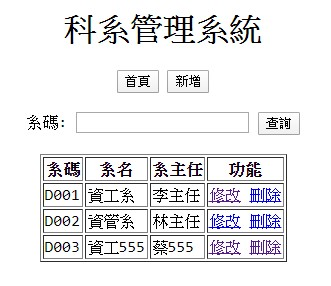 科系管理系統
首頁 新增
系碼: 查詢
系碼 系名 系主任 功能
D001 資工系 李主任 修改 刪除
D002 資管系 林主任 修改 刪除
D003 資工555 蔡555 修改 刪除